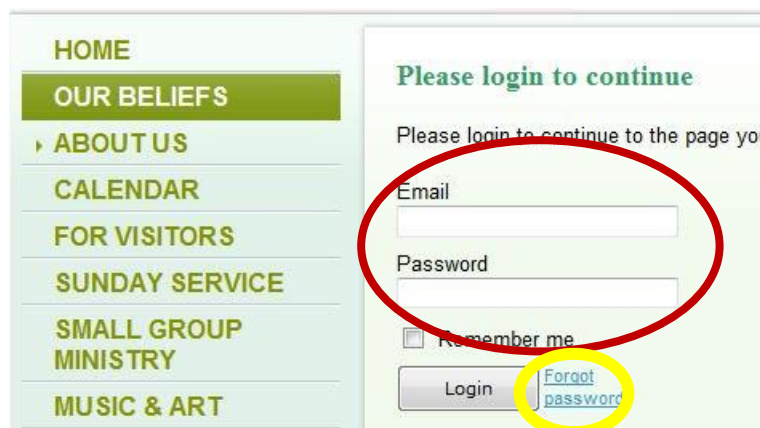 HOME
OUR BELIEFS
ABOUT US
CALENDAR
FOR VISITORS
SUNDAY SERVICE
SMALL GROUP
MINISTRY
MUSIC & ART
Please login to continue
Please login to continue to the page you
Email
Password
Remember me
Login
Forgot
password